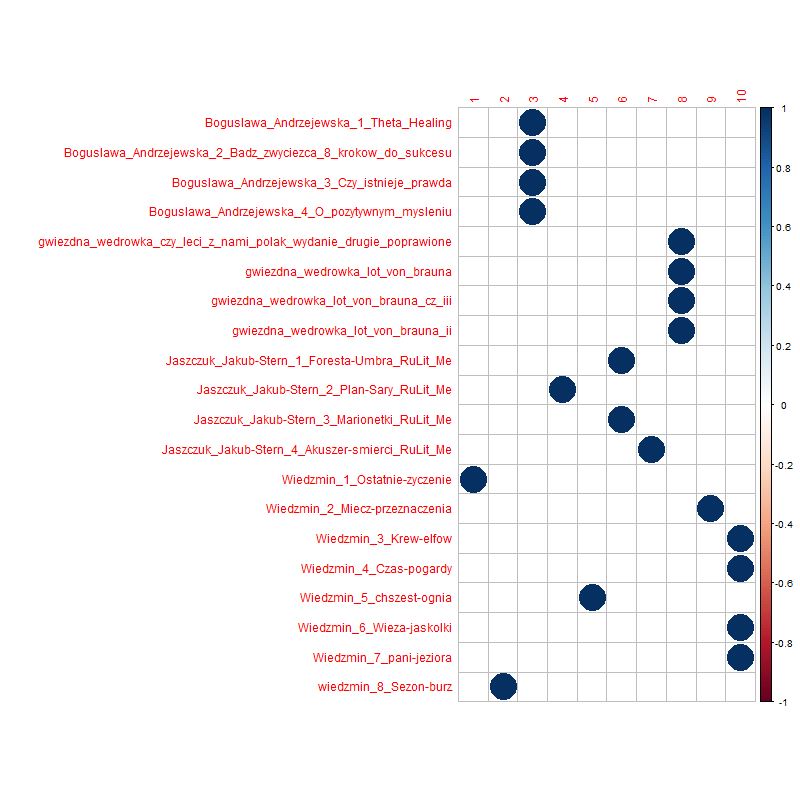 1 2 3 4 5 6 7 8 9 10
Boguslawa_Andrzejewska_1_Theta_Healing
Boguslawa_Andrzejewska_2_Badz_zwyciezca_8_krokow_do_sukcesu
Boguslawa_Andrzejewska_3_Czy_istnieje_prawda
Boguslawa_Andrzejewska_4_O_pozytywnym_mysleniu
gwiezdna_wedrowka_czy_leci_z_nami_polak_wydanie_drugie_poprawione
gwiezdna_wedrowka_lot_von_brauna
gwiezdna_wedrowka_lot_von_brauna_cz_iii
gwiezdna_wedrowka_lot_von_brauna_ii
Jaszczuk_Jakub-Stern_1_Foresta-Umbra_RuLit_Me
Jaszczuk_Jakub-Stern_2_Plan-Sary_RuLit_Me
Jaszczuk_Jakub-Stern_3_Marionetki_RuLit_Me
Jaszczuk_Jakub-Stern_4_Akuszer-smierci_RuLit_Me
Wiedzmin_1_Ostatnie-zyczenie
Wiedzmin_2_Miecz-przeznaczenia
Wiedzmin_3_Krew-elfow
Wiedzmin_4_Czas-pogardy
Wiedzmin_5_chszest-ognia
Wiedzmin_6_Wieza-jaskolki
Wiedzmin_7_pani-jeziora
wiedzmin_8_Sezon-burz
1
0.8
0.6
0.4
0.2
0
-0.2
-0.4
-0.6
-0.8
-1